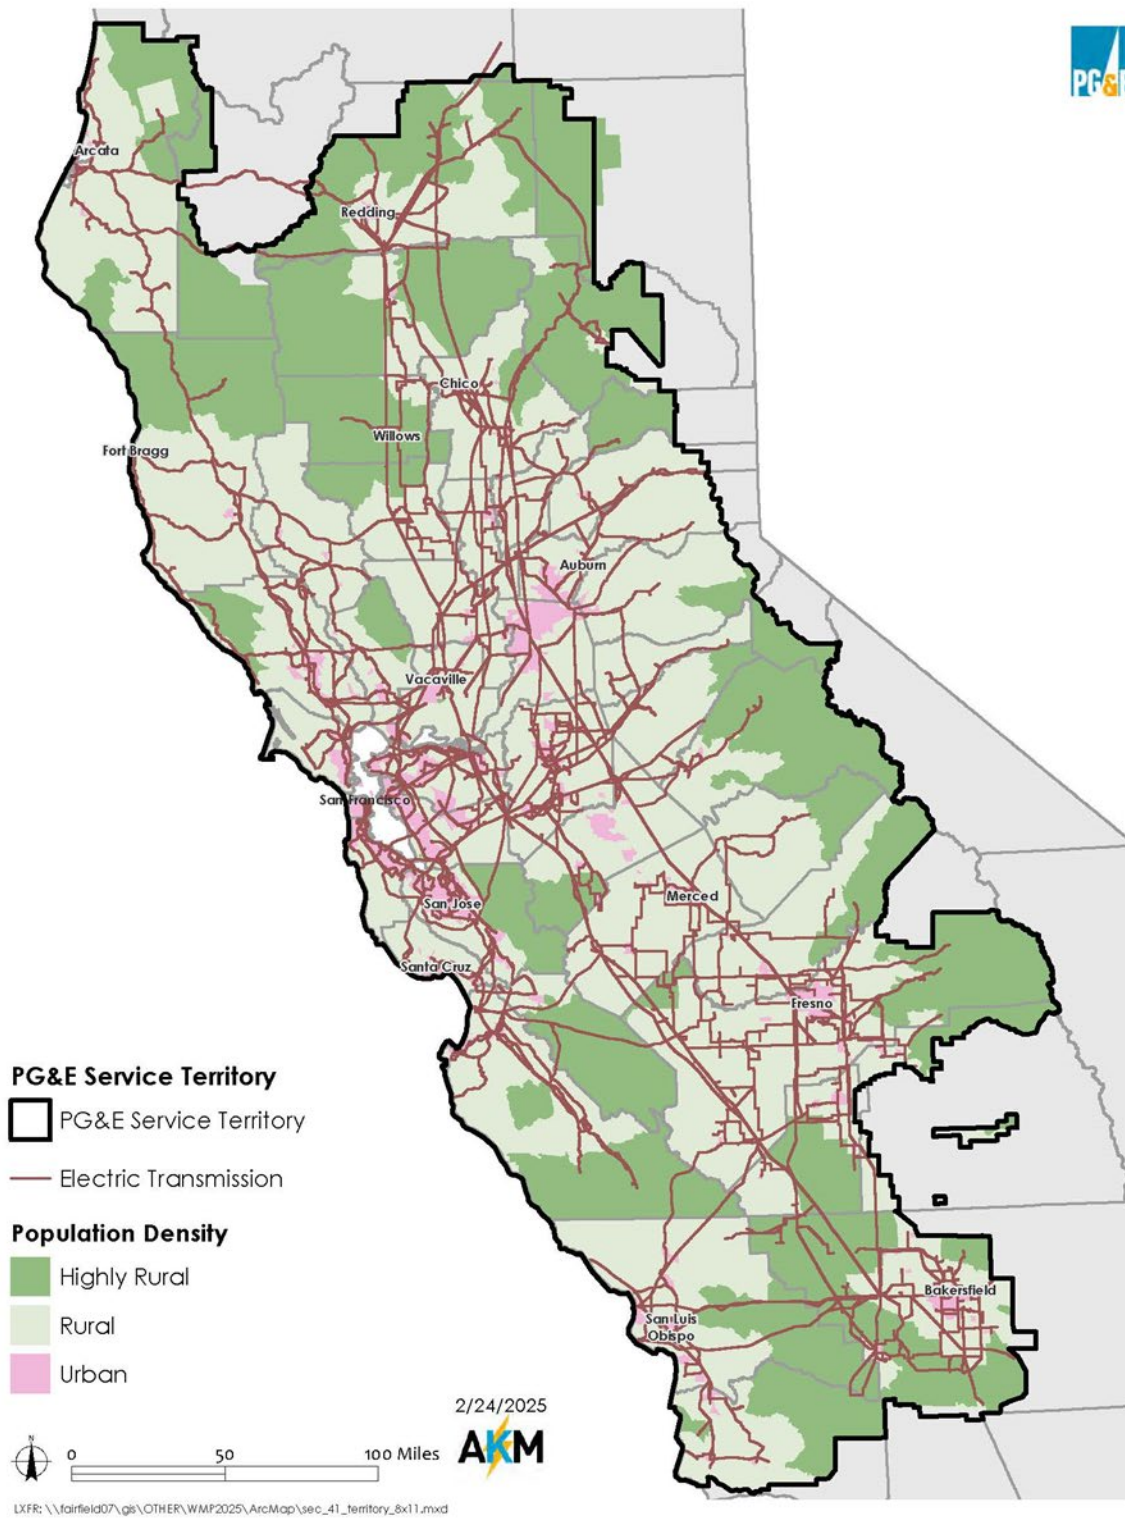 PG&E
Arcata
Redding
Chico
Willows
Fort Bragg
Auburn
Vacaville
San Francisco
San Jose
Merced
Santa Cruz
Fresno
Bakersfield
San Luis
Obispo
PG&E Service Territory
PG&E Service Territory
Electric Transmission
Population Density
Highly Rural
Rural
Urban
2/24/2025
AKM
N
0 50 100 Miles
LXFR: \\fairfield07\gis\OTHER\WMP2025\ArcMap\sec_41_territory_8x11.mxd